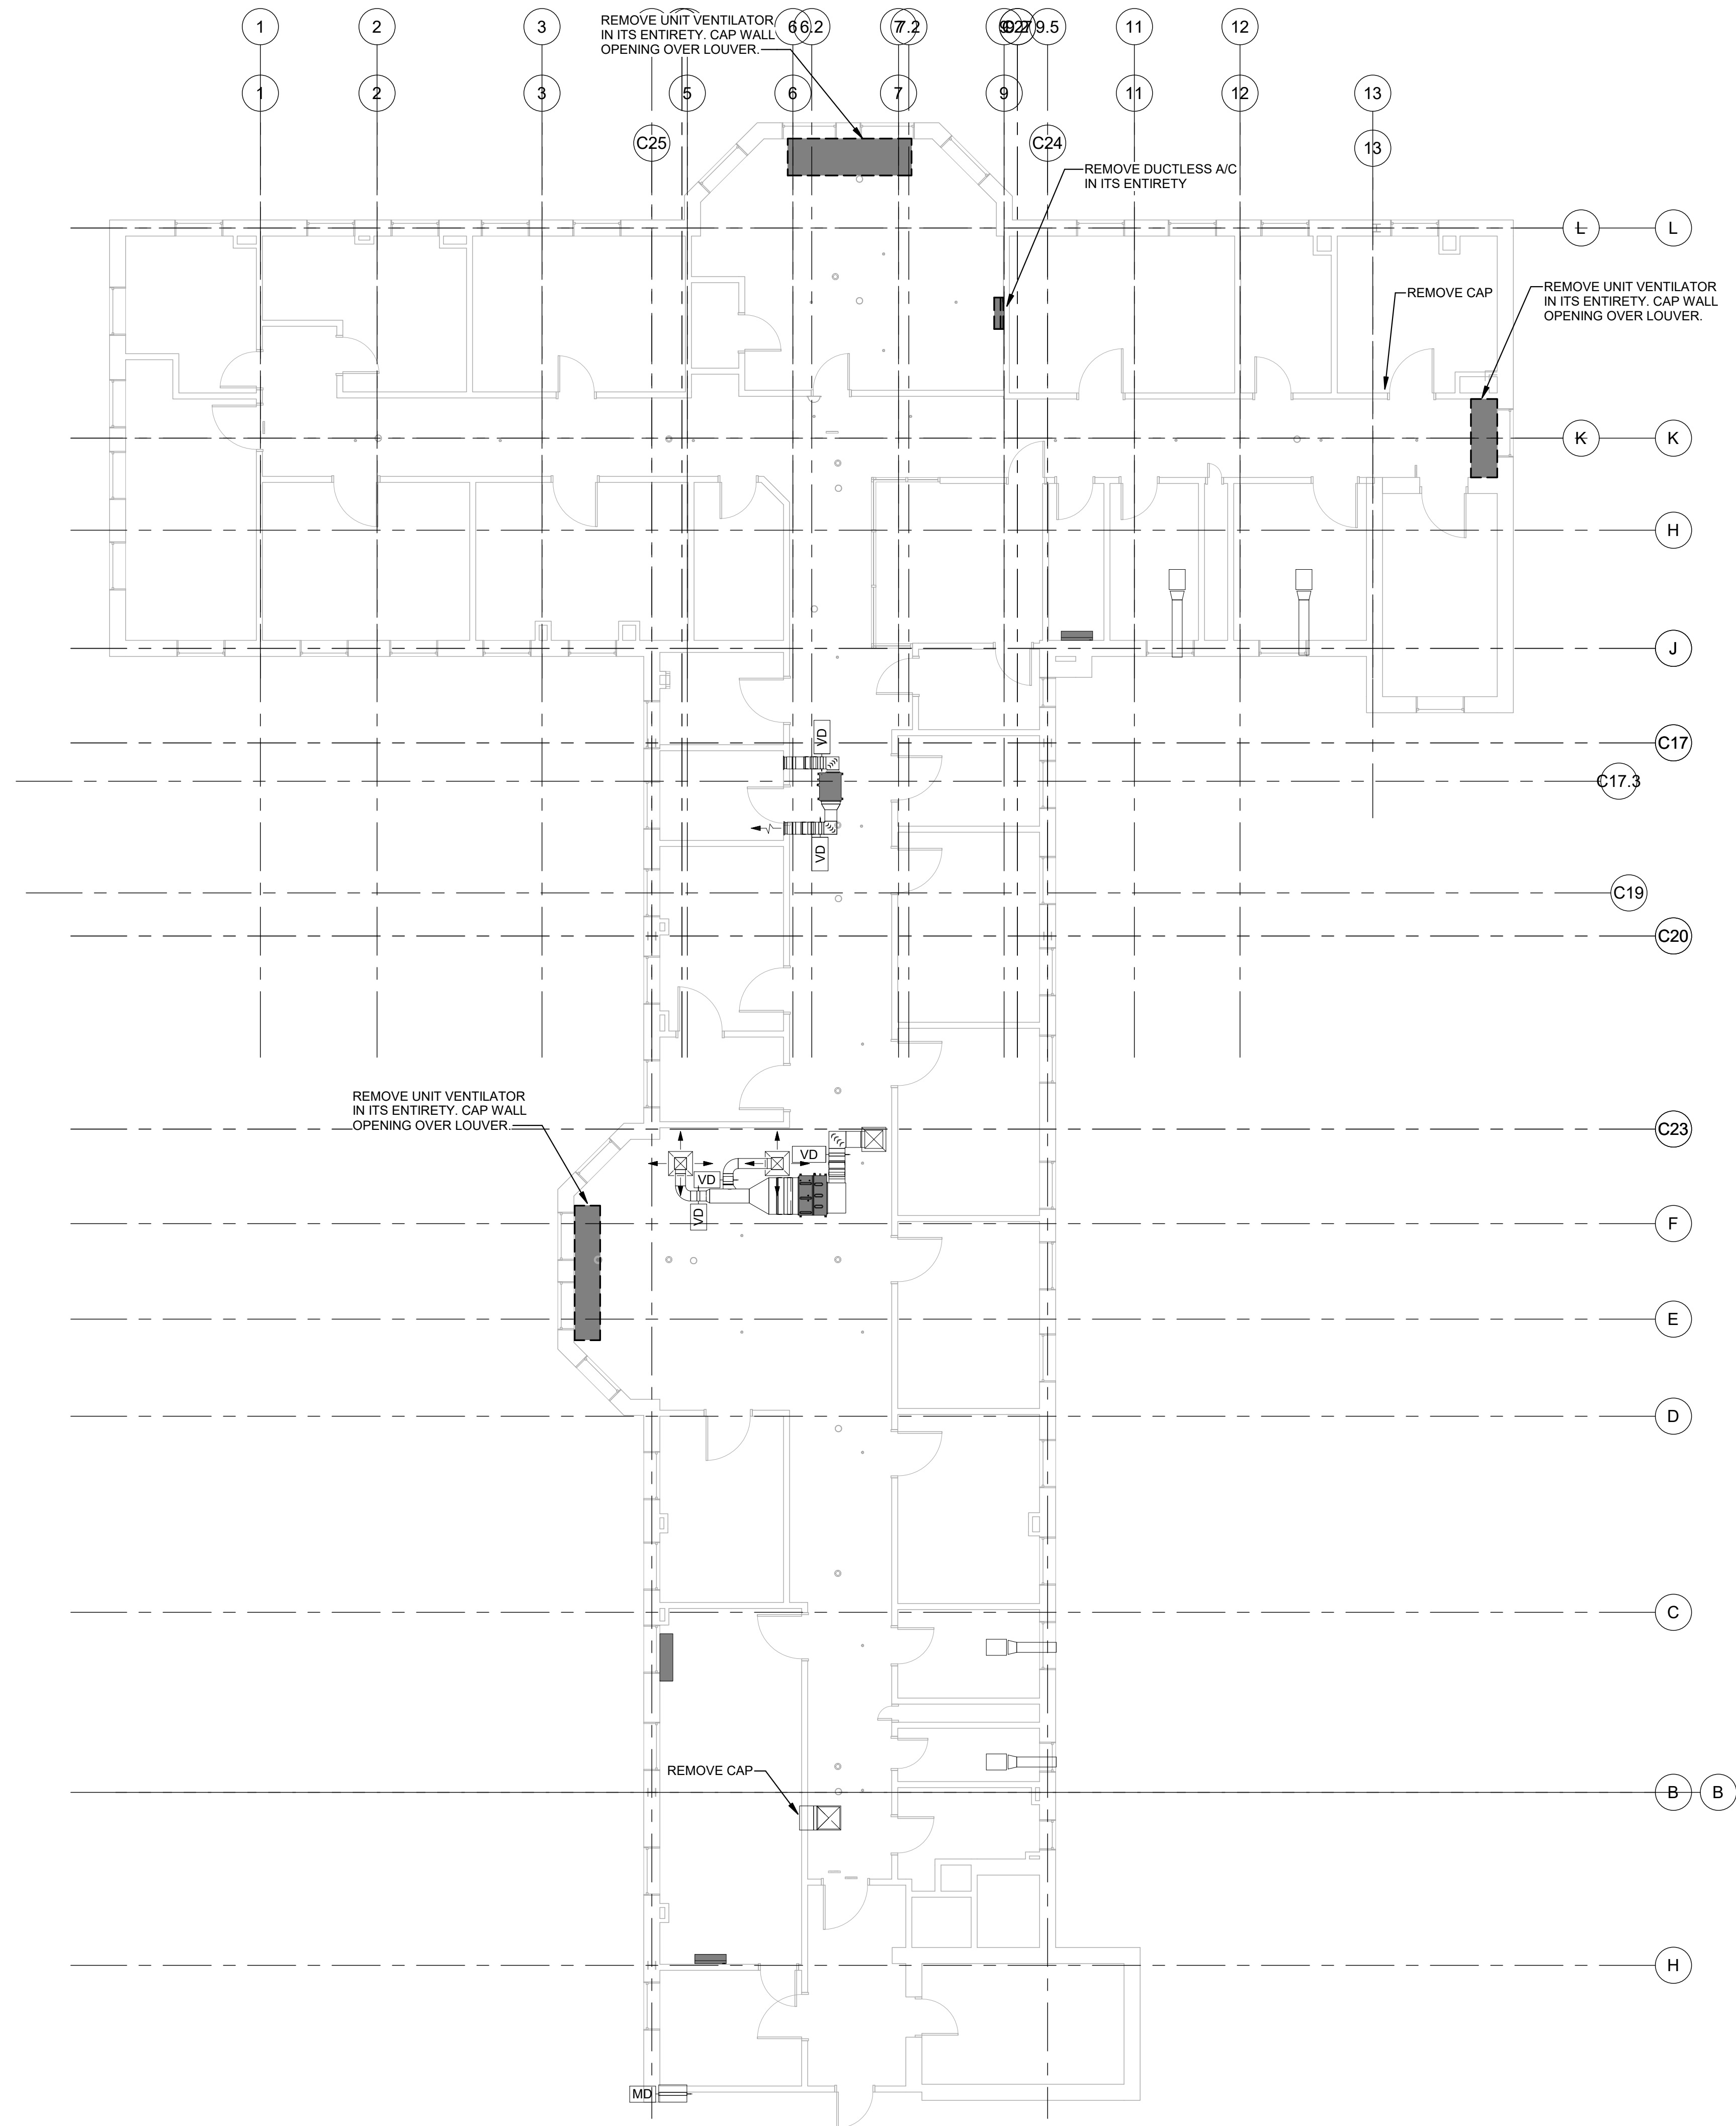 REMOVE UNIT VENTILATOR
IN ITS ENTIRETY. CAP WALL
OPENING OVER LOUVER.
1
2
3
6
6.2
7
7.2
9
9.5
11
12
1
2
3
5
6
7
9
11
12
13
C25
C24
13
REMOVE DUCTLESS A/C
IN ITS ENTIRETY
L
L
REMOVE CAP
REMOVE UNIT VENTILATOR
IN ITS ENTIRETY. CAP WALL
OPENING OVER LOUVER.
K
K
H
J
VD
C17
C17.3
VD
C19
C20
REMOVE UNIT VENTILATOR
IN ITS ENTIRETY. CAP WALL
OPENING OVER LOUVER.
C23
VD
VD
VD
F
E
D
C
REMOVE CAP
B
B
H
MD